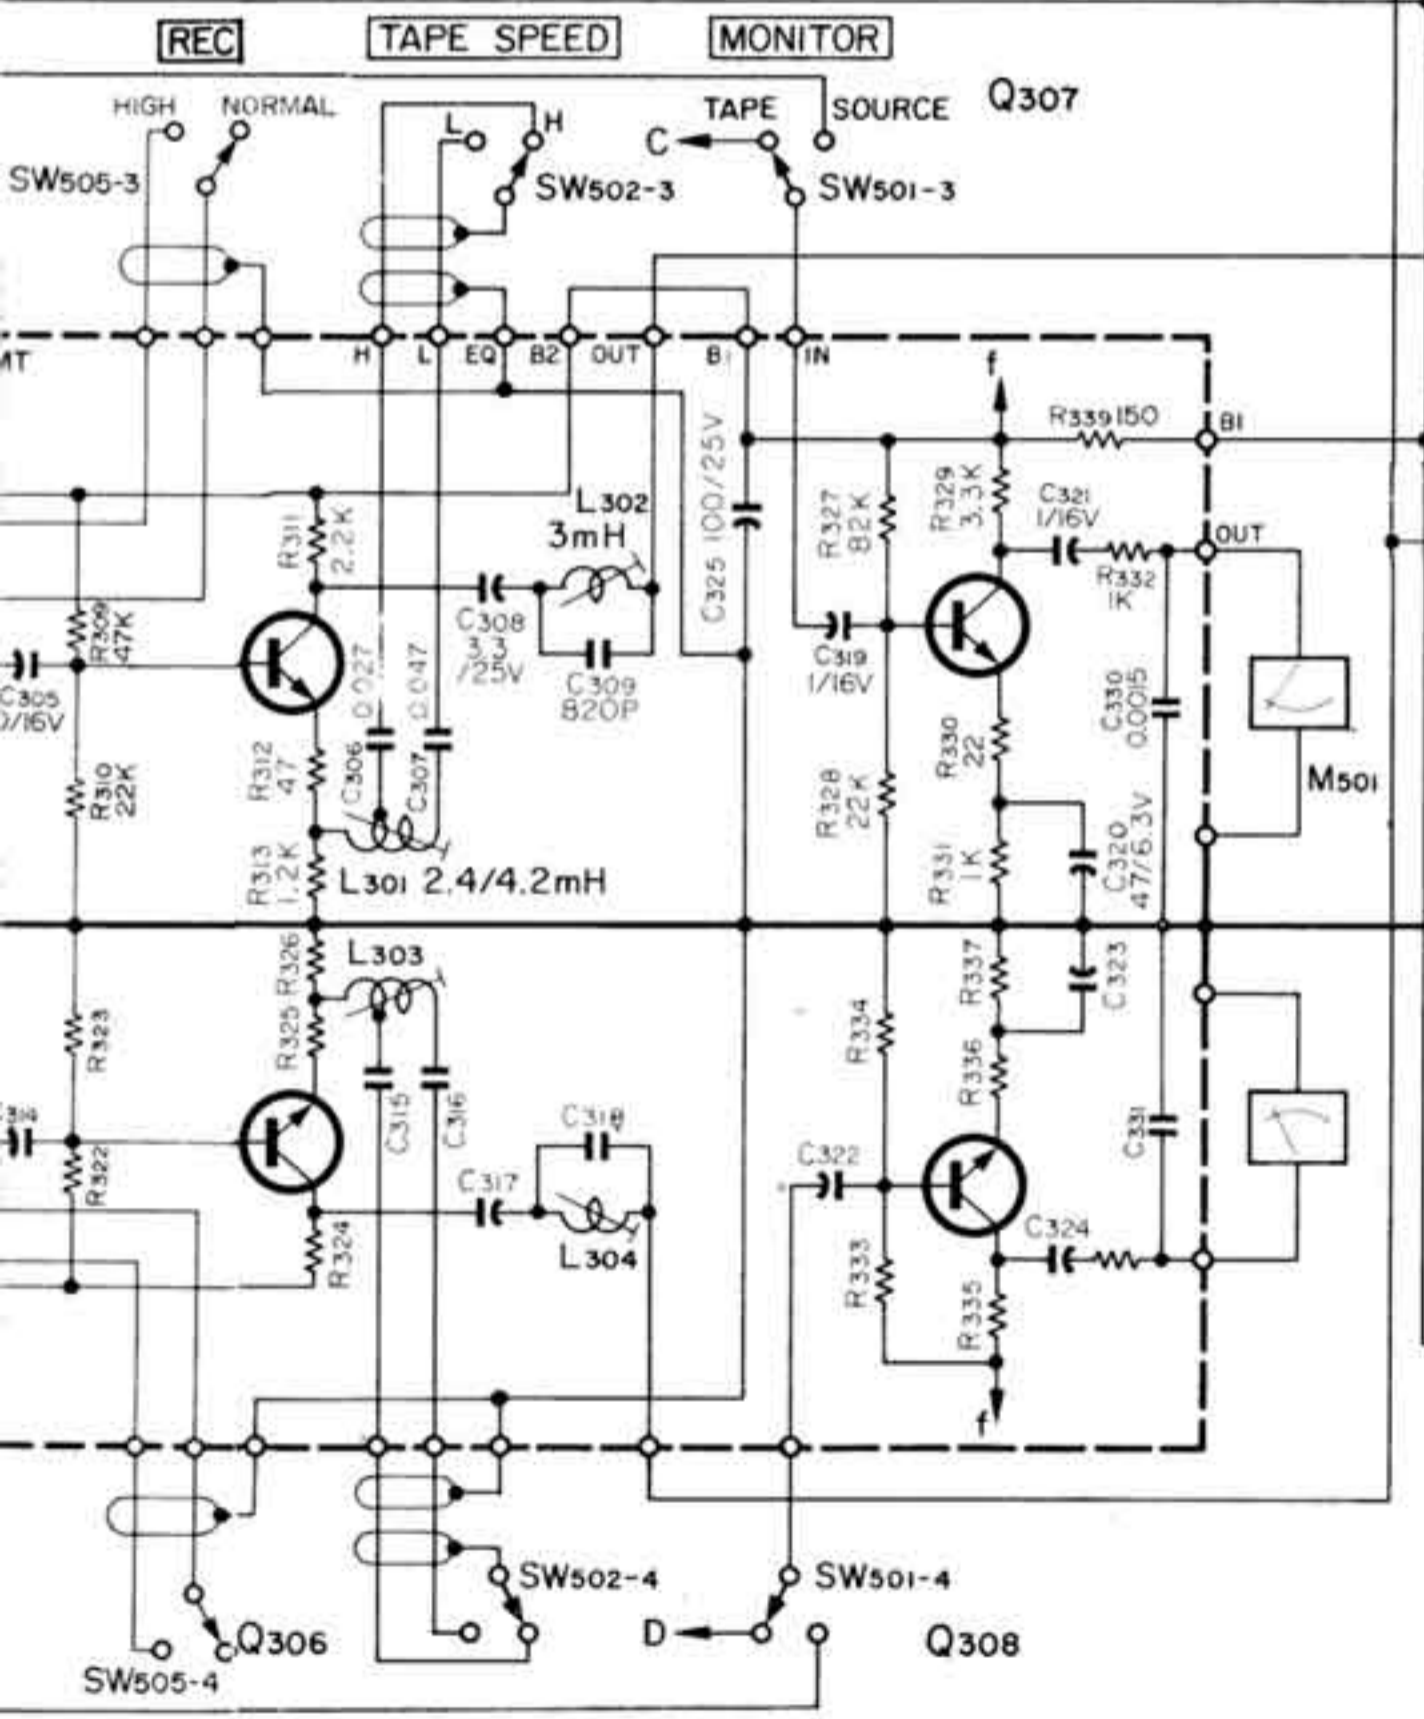 REC TAPE SPEED MONITOR
HIGH NORMAL
L H
TAPE SOURCE Q307
C
SW505-3 SW502-3 SW501-3
MT H L EQ B2 OUT B1 IN
f
R339 150 B1
R311
2.2K
L302
3mH
C325 100/25V
R327
82K
R329
3.3K
C321
1/16V
OUT
R332
1K
R309
47K
C305
0/16V
C308
3.3
/25V
C309
820P
0.027
0.047
C319
1/16V
C330
0.0015
R310
22K
R312
47
C306
C307
R328
22K
R330
22
M501
R313
1.2K
L301 2.4/4.2mH
R331
1K
C320
47/6.3V
R326
L303
R337
C323
R323
R325
R334
R336
C315
C316
C318
C331
R322
C317
C322
R324
L304
C324
R333
R335
f
SW502-4 SW501-4
Q306
D
Q308
SW505-4